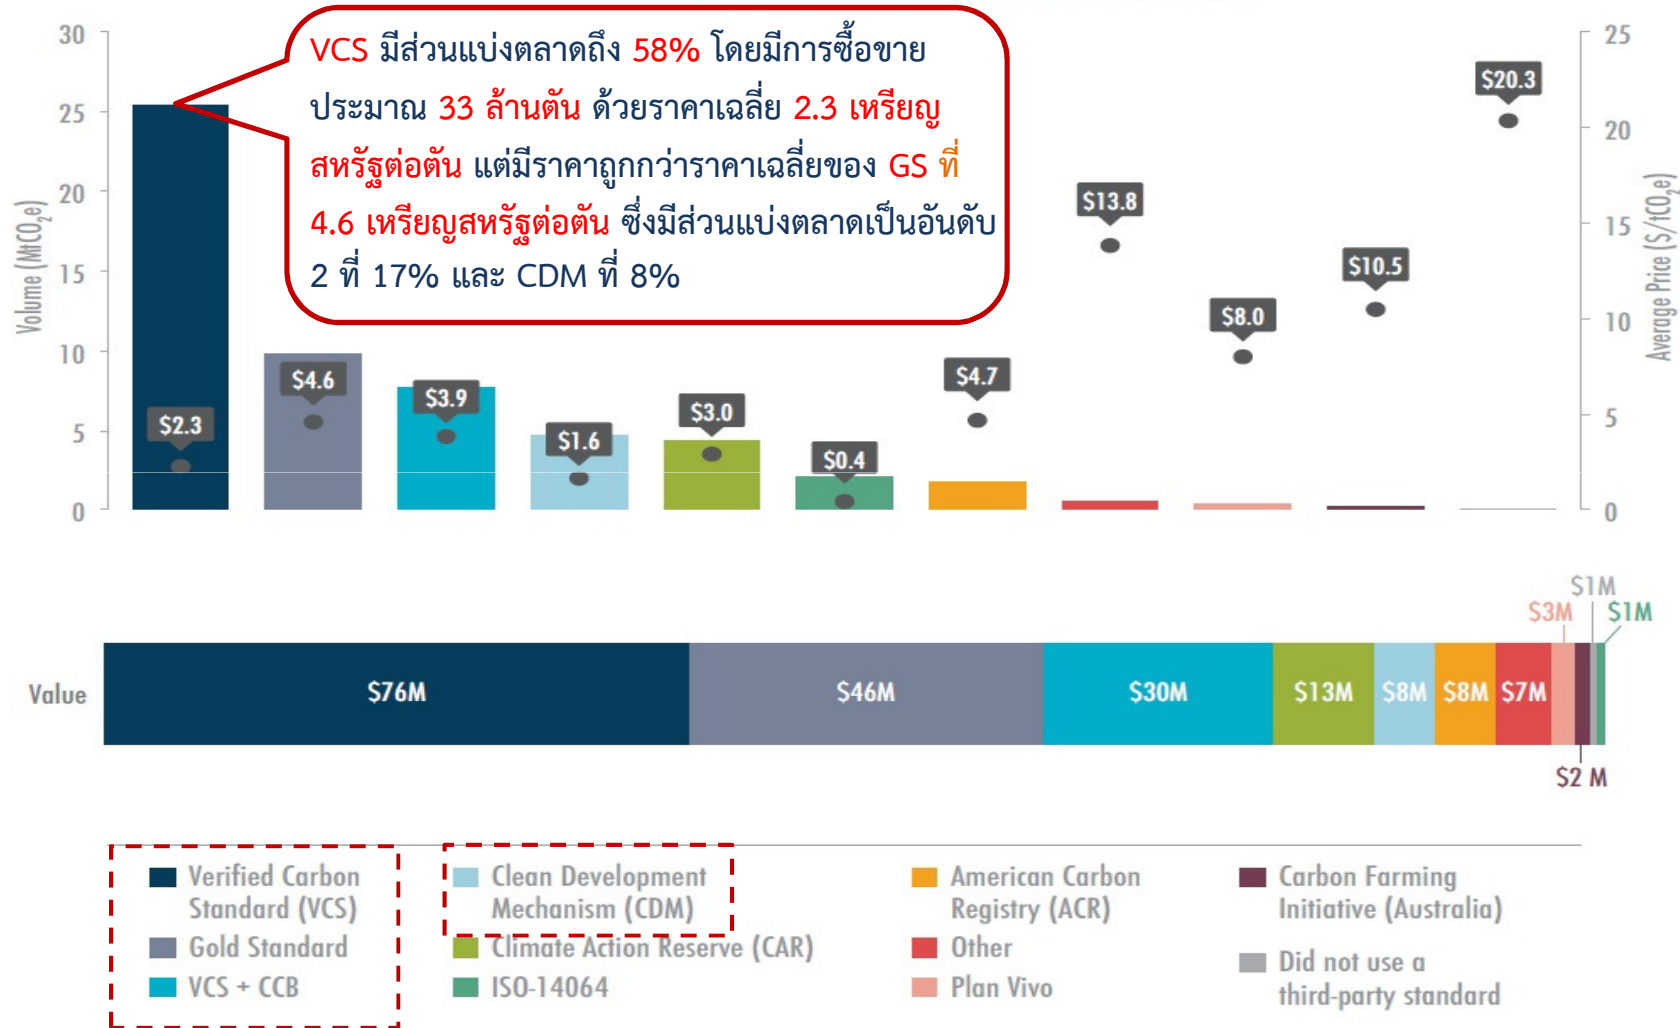 VCS มีส่วนแบ่งตลาดถึง 58% โดยมีการซื้อขาย
ประมาณ 33 ล้านตัน ด้วยราคาเฉลี่ย 2.3 เหรียญ
สหรัฐต่อตัน แต่มีราคาถูกกว่าราคาเฉลี่ยของ GS ที่
4.6 เหรียญสหรัฐต่อตัน ซึ่งมีส่วนแบ่งตลาดเป็นอันดับ
2 ที่ 17% และ CDM ที่ 8%
Volume (MtCO₂e)
30
25
20
15
10
5
0
$2.3
$4.6
$3.9
$1.6
$3.0
$0.4
$4.7
$13.8
$8.0
$10.5
$20.3
25
20
15
10
5
0
Average Price ($/tCO₂e)
Value
$76M
$46M
$30M
$13M
$8M
$8M
$7M
$3M
$2 M
$1M
$1M
Verified Carbon
Standard (VCS)
Gold Standard
VCS + CCB
Clean Development
Mechanism (CDM)
Climate Action Reserve (CAR)
ISO-14064
American Carbon
Registry (ACR)
Other
Plan Vivo
Carbon Farming
Initiative (Australia)
Did not use a
third-party standard